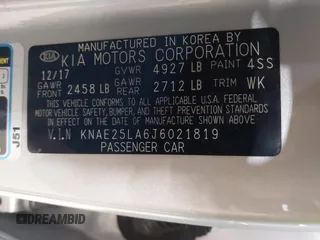 MANUFACTURED IN KOREA BY
KIA KIA MOTORS CORPORATION
12/17 GVWR 4927 LB PAINT 4SS
GAWR FRONT 2458 LB GAWR REAR 2712 LB TRIM WK
THIS VEHICLE CONFORMS TO ALL APPLICABLE U.S.A. FEDERAL
MOTOR VEHICLE SAFETY, BUMPER, AND THEFT PREVENTION STANDARDS
IN EFFECT ON THE DATE OF MANUFACTURE SHOWN ABOVE.
V.I.N KNAE25LA6J6021819
PASSENGER CAR
J51
©DREAMBID